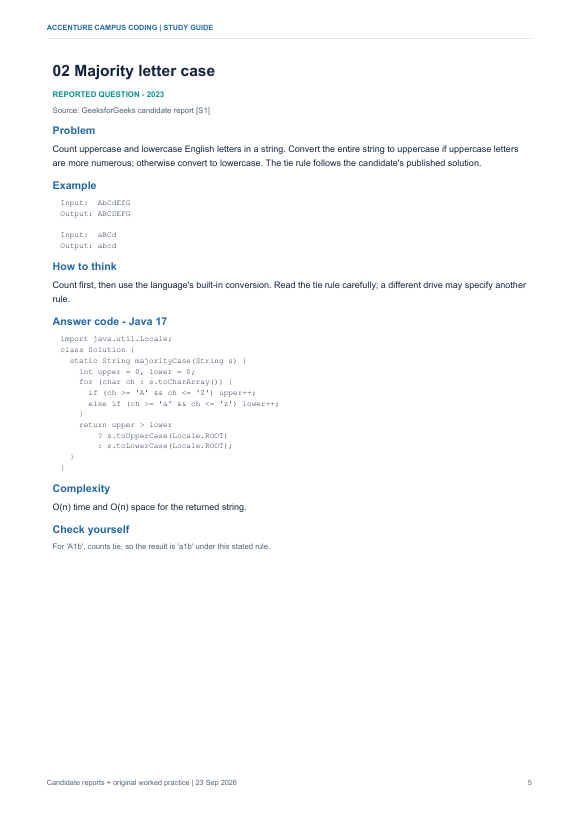 ACCENTURE CAMPUS CODING | STUDY GUIDE
02 Majority letter case
REPORTED QUESTION - 2023
Source: GeeksforGeeks candidate report [S1]
Problem
Count uppercase and lowercase English letters in a string. Convert the entire string to uppercase if uppercase letters
are more numerous; otherwise convert to lowercase. The tie rule follows the candidate's published solution.
Example
Input:  AbCdEfG
Output: ABCDEFG
Input:  aBCd
Output: abcd
How to think
Count first, then use the language's built-in conversion. Read the tie rule carefully; a different drive may specify another
rule.
Answer code - Java 17
import java.util.Locale;
class Solution {
  static String majorityCase(String s) {
    int upper = 0, lower = 0;
    for (char ch : s.toCharArray()) {
      if (ch >= 'A' && ch <= 'Z') upper++;
      else if (ch >= 'a' && ch <= 'z') lower++;
    }
    return upper > lower
        ? s.toUpperCase(Locale.ROOT)
        : s.toLowerCase(Locale.ROOT);
  }
}
Complexity
O(n) time and O(n) space for the returned string.
Check yourself
For 'A1b', counts tie, so the result is 'a1b' under this stated rule.
Candidate reports + original worked practice | 23 Sep 2026
5